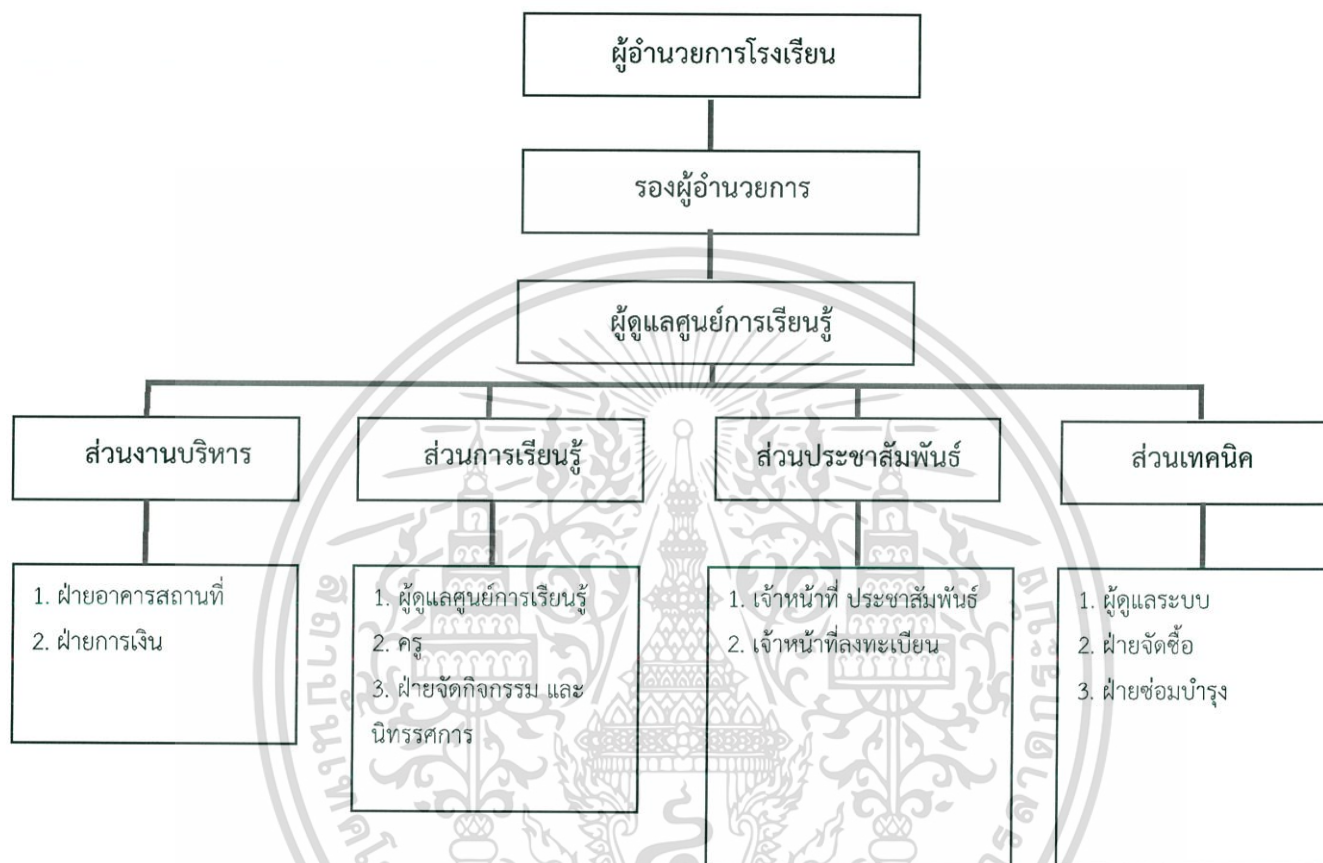 ผู้อำนวยการโรงเรียน
รองผู้อำนวยการ
ผู้ดูแลศูนย์การเรียนรู้
ส่วนงานบริหาร
ส่วนการเรียนรู้
ส่วนประชาสัมพันธ์
ส่วนเทคนิค
1. ฝ่ายอาคารสถานที่
2. ฝ่ายการเงิน
1. ผู้ดูแลศูนย์การเรียนรู้
2. ครู
3. ฝ่ายจัดกิจกรรม และ
นิทรรศการ
1. เจ้าหน้าที่ ประชาสัมพันธ์
2. เจ้าหน้าที่ลงทะเบียน
1. ผู้ดูแลระบบ
2. ฝ่ายจัดซื้อ
3. ฝ่ายซ่อมบำรุง